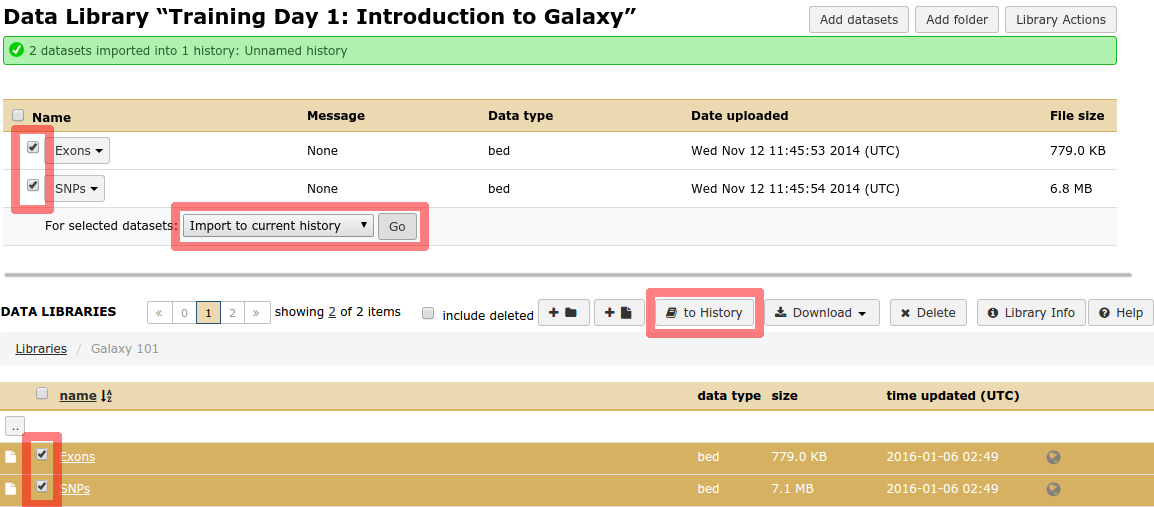 Data Library “Training Day 1: Introduction to Galaxy” Add datasets Add folder Library Actions
2 datasets imported into 1 history: Unnamed history
Name Message Data type Date uploaded File size
Exons None bed Wed Nov 12 11:45:53 2014 (UTC) 779.0 KB
SNPs None bed Wed Nov 12 11:45:54 2014 (UTC) 6.8 MB
For selected datasets: Import to current history Go
DATA LIBRARIES « 0 1 2 » showing 2 of 2 items include deleted + + to History Download Delete Library Info Help
Libraries / Galaxy 101
name data type size time updated (UTC)
..
Exons bed 779.0 KB 2016-01-06 02:49
SNPs bed 7.1 MB 2016-01-06 02:49